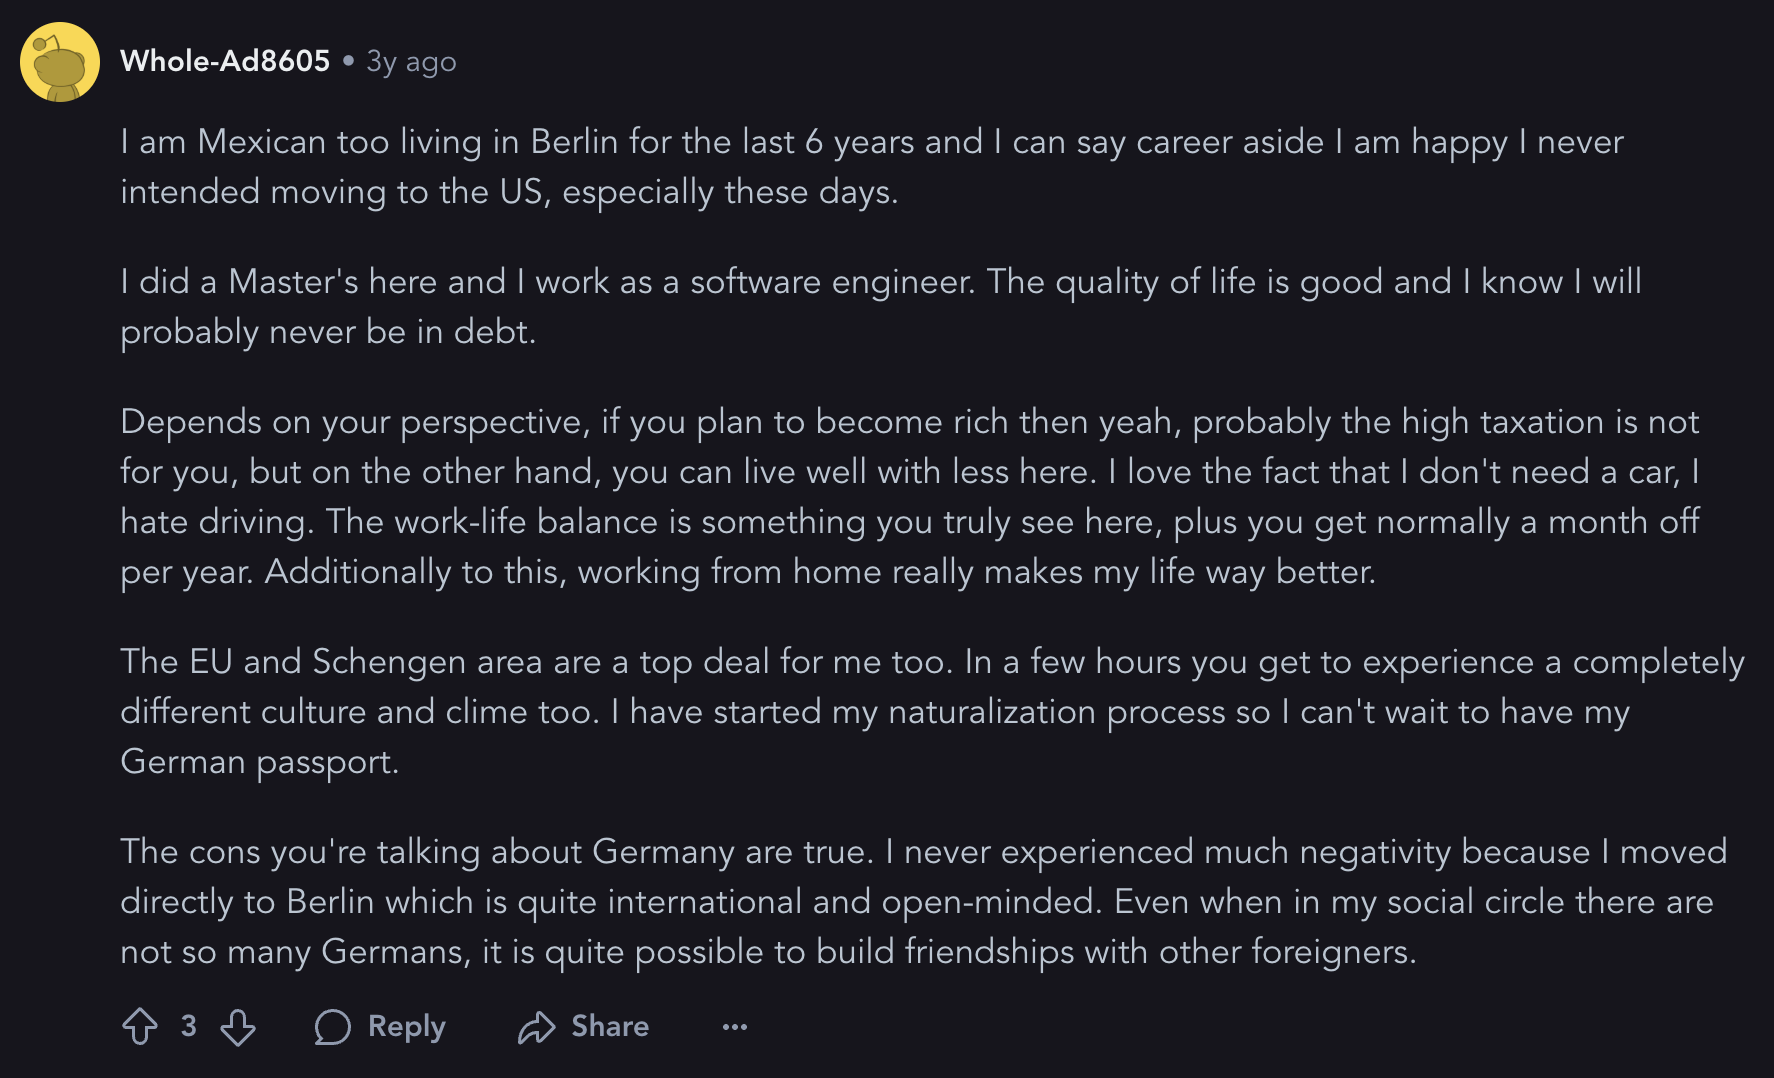 Whole-Ad8605 • 3y ago
I am Mexican too living in Berlin for the last 6 years and I can say career aside I am happy I never
intended moving to the US, especially these days.
I did a Master's here and I work as a software engineer. The quality of life is good and I know I will
probably never be in debt.
Depends on your perspective, if you plan to become rich then yeah, probably the high taxation is not
for you, but on the other hand, you can live well with less here. I love the fact that I don't need a car, I
hate driving. The work-life balance is something you truly see here, plus you get normally a month off
per year. Additionally to this, working from home really makes my life way better.
The EU and Schengen area are a top deal for me too. In a few hours you get to experience a completely
different culture and clime too. I have started my naturalization process so I can't wait to have my
German passport.
The cons you're talking about Germany are true. I never experienced much negativity because I moved
directly to Berlin which is quite international and open-minded. Even when in my social circle there are
not so many Germans, it is quite possible to build friendships with other foreigners.
3 Reply Share ...